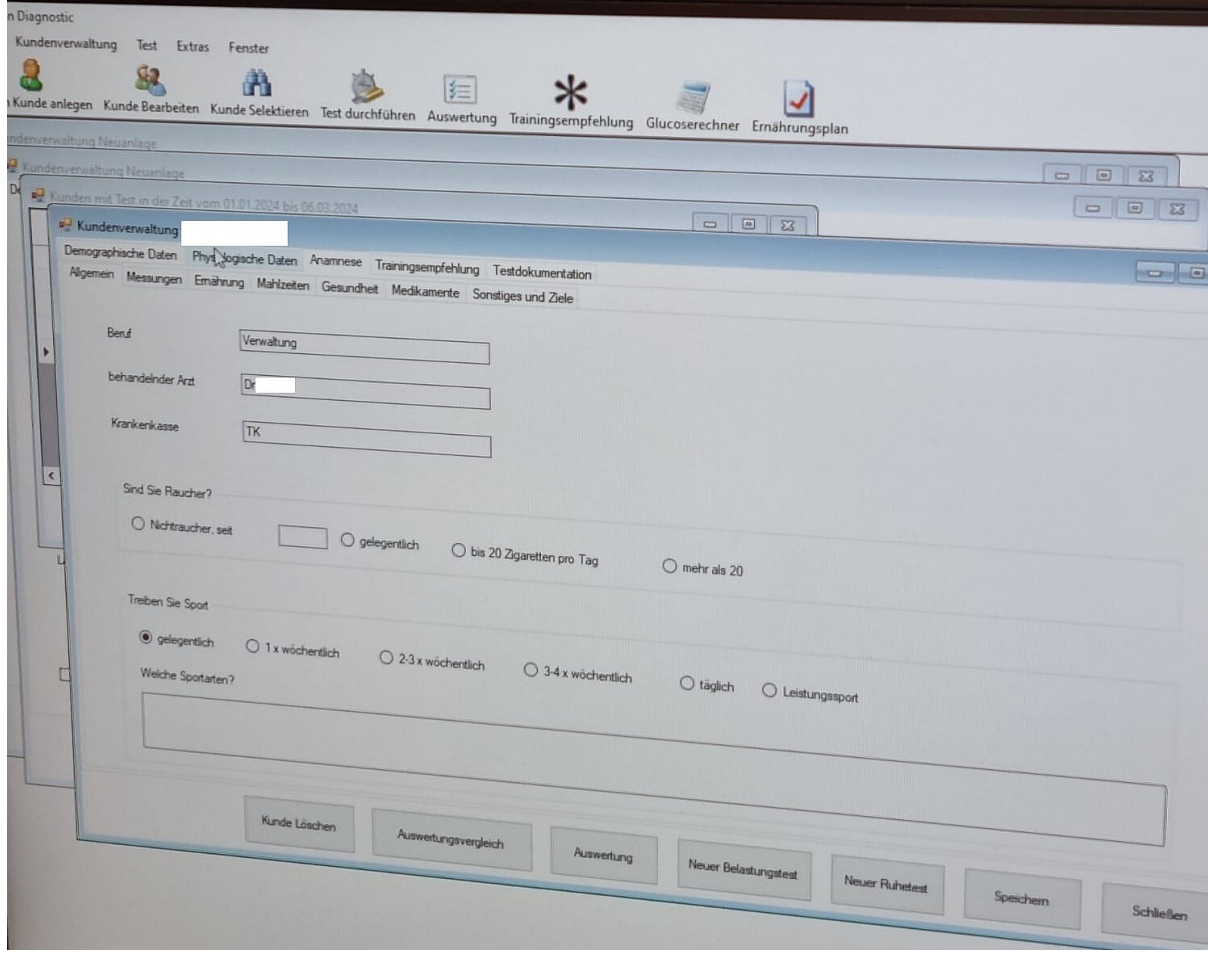 n Diagnostic
Kundenverwaltung Test Extras Fenster
Kunde anlegen Kunde Bearbeiten Kunde Selektieren Test durchführen Auswertung Trainingsempfehlung Glucoserechner Ernährungsplan
ndenverwaltung Neuanlage
Kundenverwaltung Neuanlage
De
Kunden mit Test in der Zeit vom 01.01.2024 bis 06.03.2024
Kundenverwaltung
Demographische Daten Physiologische Daten Anamnese Trainingsempfehlung Testdokumentation
Allgemein Messungen Ernährung Mahlzeiten Gesundheit Medikamente Sonstiges und Ziele
Beruf Verwaltung
behandelnder Arzt Dr
Krankenkasse TK
Sind Sie Raucher?
Nichtraucher, seit gelegentlich bis 20 Zigaretten pro Tag mehr als 20
Treiben Sie Sport
gelegentlich 1 x wöchentlich 2-3 x wöchentlich 3-4 x wöchentlich täglich Leistungssport
Welche Sportarten?
Kunde Löschen Auswertungsvergleich Auswertung Neuer Belastungstest Neuer Ruhetest Speichern Schließen